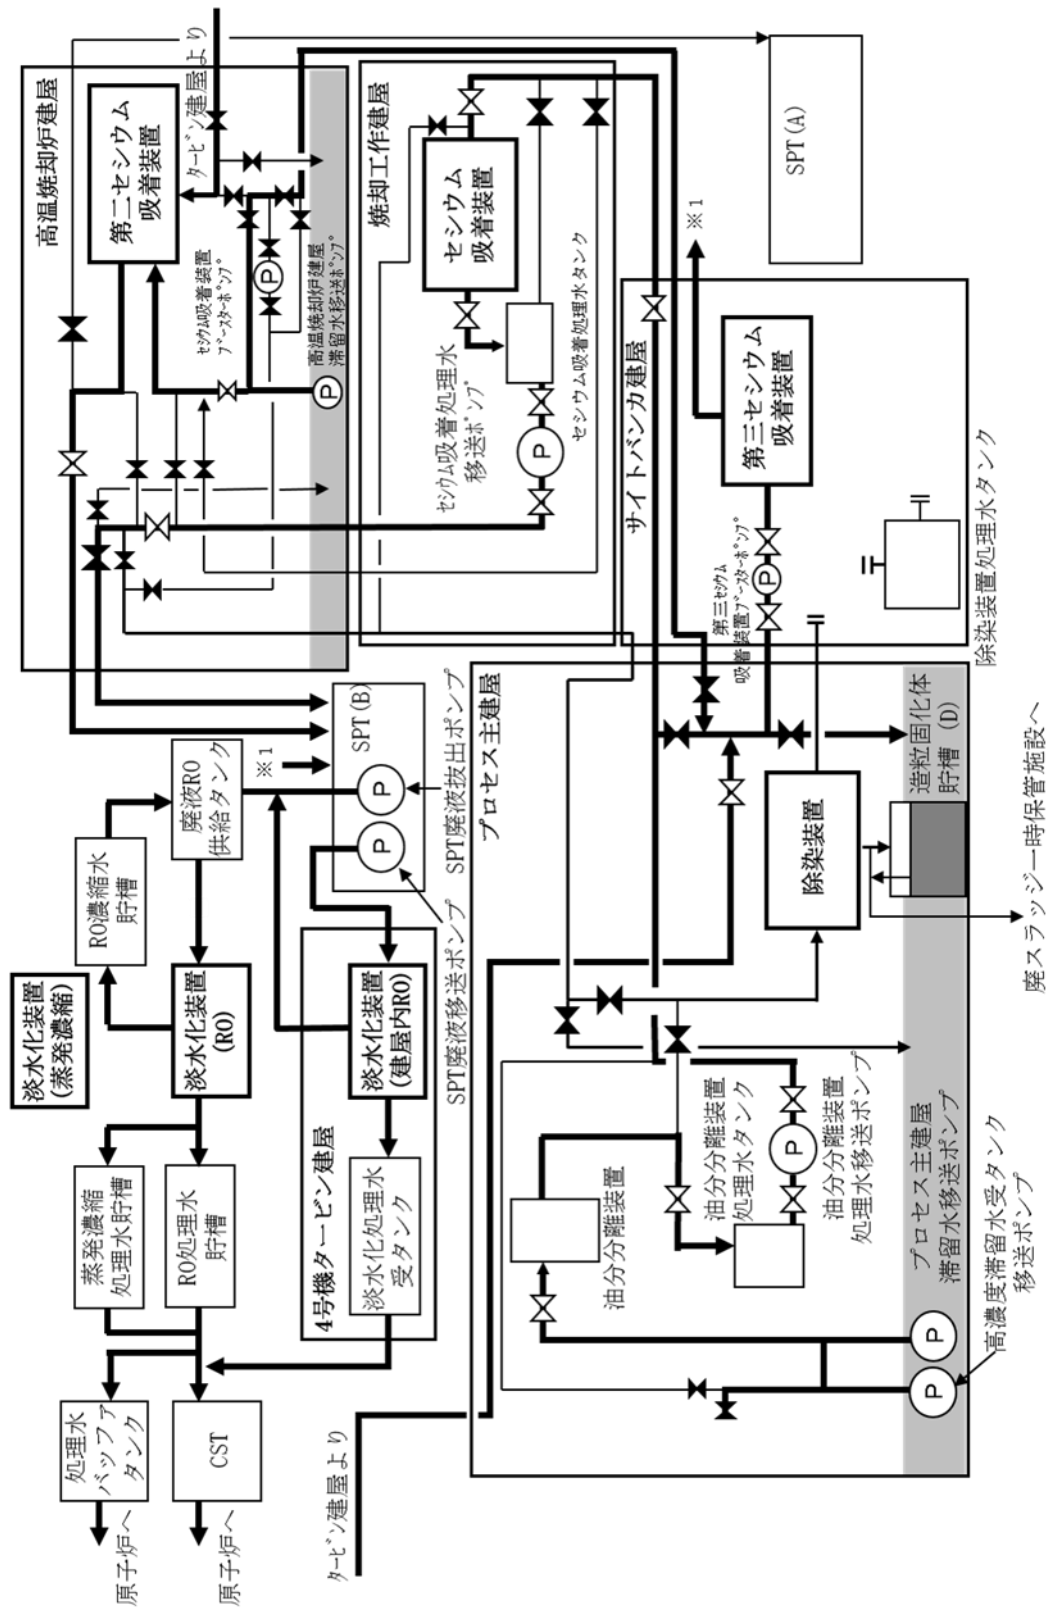 原子炉へ
処理水
バッファ
タンク
原子炉へ
CST
蒸発濃縮
処理水貯槽
RO処理水
貯槽
淡水化装置
(蒸発濃縮)
淡水化装置
(RO)
RO濃縮水
貯槽
廃液RO
供給タンク
※1
4号機タービン建屋
淡水化処理水
受タンク
淡水化装置
(建屋内RO)
SPT(B)
P
P
SPT廃液移送ポンプ
SPT廃液抜出ポンプ
高温焼却炉建屋
第二セシウム
吸着装置
タービン建屋より
セシウム吸着装置
ブースターポンプ
P
高温焼却炉建屋
滞留水移送ポンプ
P
焼却工作建屋
セシウム
吸着装置
セシウム吸着処理水
移送ポンプ
P
セシウム吸着処理水タンク
SPT(A)
サイトバンカ建屋
第三セシウム
吸着装置
※1
第三セシウム
吸着装置ブースターポンプ
P
除染装置処理水タンク
タービン建屋より
プロセス主建屋
油分分離装置
油分分離装置
処理水タンク
P
油分分離装置
処理水移送ポンプ
除染装置
造粒固化体
貯槽(D)
廃スラッジ一時保管施設へ
プロセス主建屋
滞留水移送ポンプ
P
P
高濃度滞留水受タンク
移送ポンプ